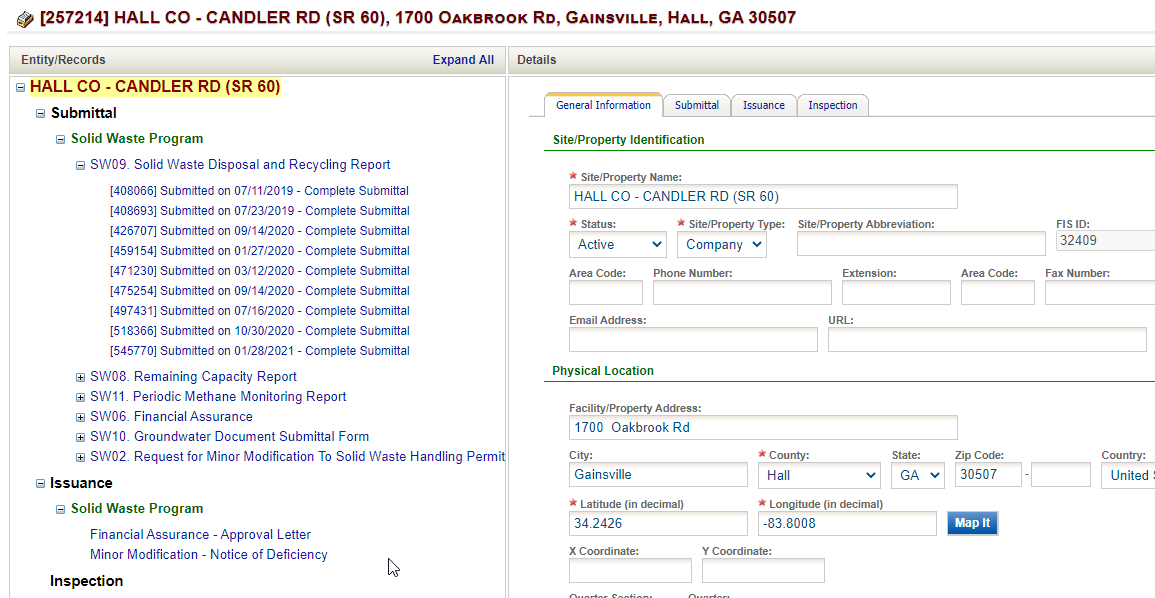 [257214] HALL CO - CANDLER RD (SR 60), 1700 OAKBROOK RD, GAINSVILLE, HALL, GA 30507
Entity/Records Expand All
HALL CO - CANDLER RD (SR 60)
Submittal
Solid Waste Program
SW09. Solid Waste Disposal and Recycling Report
[408066] Submitted on 07/11/2019 - Complete Submittal
[408693] Submitted on 07/23/2019 - Complete Submittal
[426707] Submitted on 09/14/2020 - Complete Submittal
[459154] Submitted on 01/27/2020 - Complete Submittal
[471230] Submitted on 03/12/2020 - Complete Submittal
[475254] Submitted on 09/14/2020 - Complete Submittal
[497431] Submitted on 07/16/2020 - Complete Submittal
[518366] Submitted on 10/30/2020 - Complete Submittal
[545770] Submitted on 01/28/2021 - Complete Submittal
SW08. Remaining Capacity Report
SW11. Periodic Methane Monitoring Report
SW06. Financial Assurance
SW10. Groundwater Document Submittal Form
SW02. Request for Minor Modification To Solid Waste Handling Permit
Issuance
Solid Waste Program
Financial Assurance - Approval Letter
Minor Modification - Notice of Deficiency
Inspection
Details
General Information Submittal Issuance Inspection
Site/Property Identification
* Site/Property Name:
HALL CO - CANDLER RD (SR 60)
* Status: * Site/Property Type: Site/Property Abbreviation: FIS ID:
Active Company 32409
Area Code: Phone Number: Extension: Area Code: Fax Number:
Email Address: URL:
Physical Location
Facility/Property Address:
1700 Oakbrook Rd
City: * County: State: Zip Code: Country:
Gainsville Hall GA 30507 - United
* Latitude (in decimal) * Longitude (in decimal)
34.2426 -83.8008 Map It
X Coordinate: Y Coordinate:
Quarter Section: Quarter: